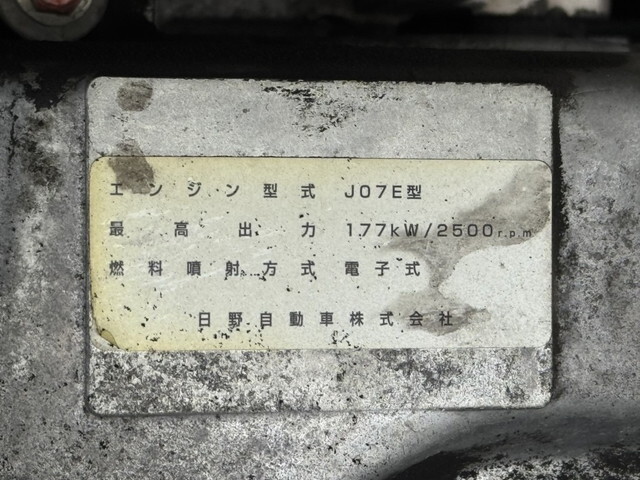 エンジン型式 J07E型
最高出力 177kW/2500r.p.m
燃料噴射方式 電子式
日野自動車株式会社